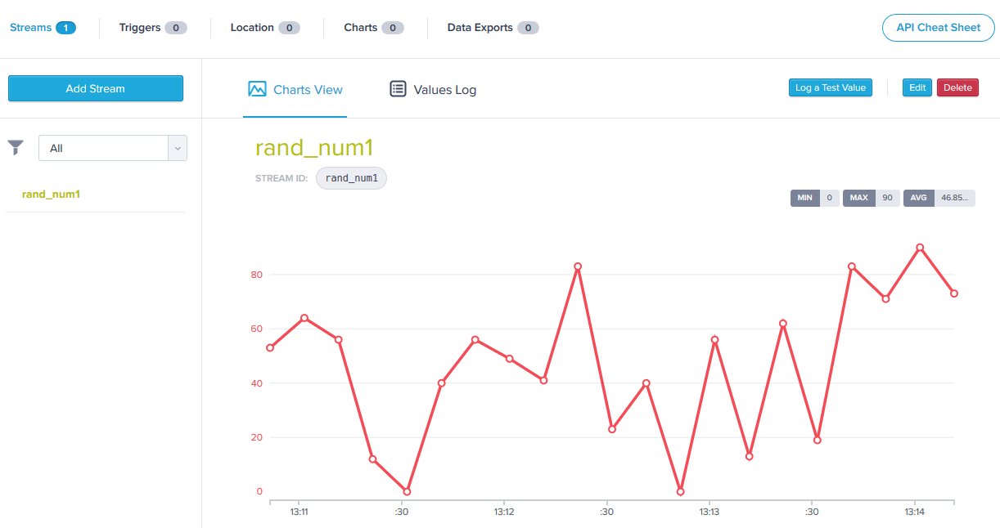 Streams 1 Triggers 0 Location 0 Charts 0 Data Exports 0 API Cheat Sheet
Add Stream
Charts View Values Log Log a Test Value Edit Delete
All
rand_num1
rand_num1
STREAM ID: rand_num1
MIN 0 MAX 90 AVG 46.85...
80
60
40
20
0
13:11 :30 13:12 :30 13:13 :30 13:14